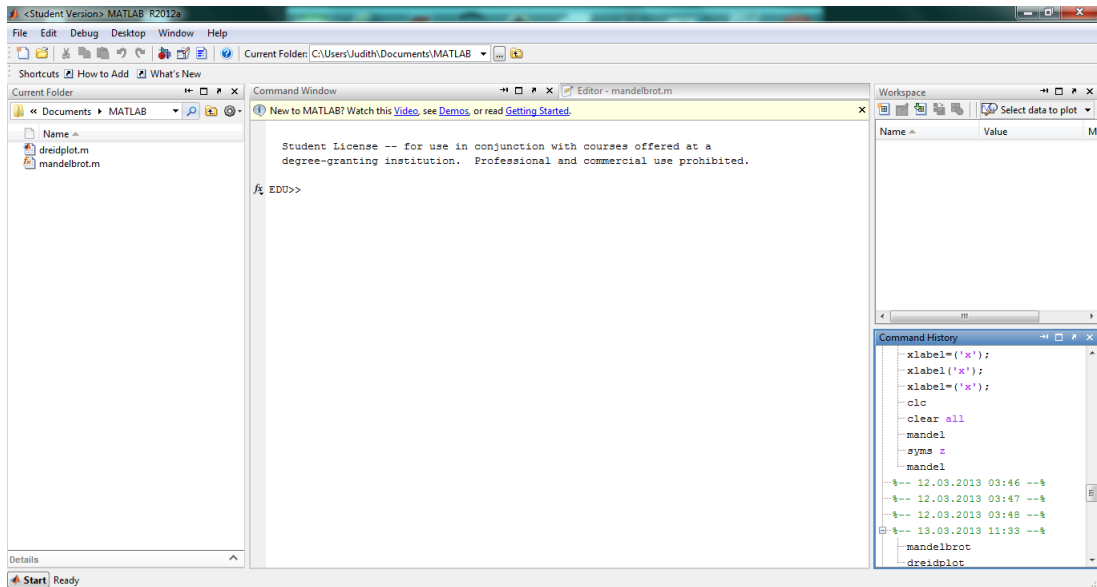 <Student Version> MATLAB R2012a
File Edit Debug Desktop Window Help
Current Folder: C:\Users\Judith\Documents\MATLAB
Shortcuts How to Add What's New
Current Folder
« Documents MATLAB
Name
dreidplot.m
mandelbrot.m
Details
Command Window
Editor - mandelbrot.m
New to MATLAB? Watch this Video, see Demos, or read Getting Started.
Student License -- for use in conjunction with courses offered at a
degree-granting institution. Professional and commercial use prohibited.
fx EDU>>
Workspace
Select data to plot
Name Value M
Command History
xlabel=('x');
xlabel('x');
xlabel=('x');
clc
clear all
mandel
syms z
mandel
%-- 12.03.2013 03:46 --%
%-- 12.03.2013 03:47 --%
%-- 12.03.2013 03:48 --%
%-- 13.03.2013 11:33 --%
mandelbrot
dreidplot
Start Ready